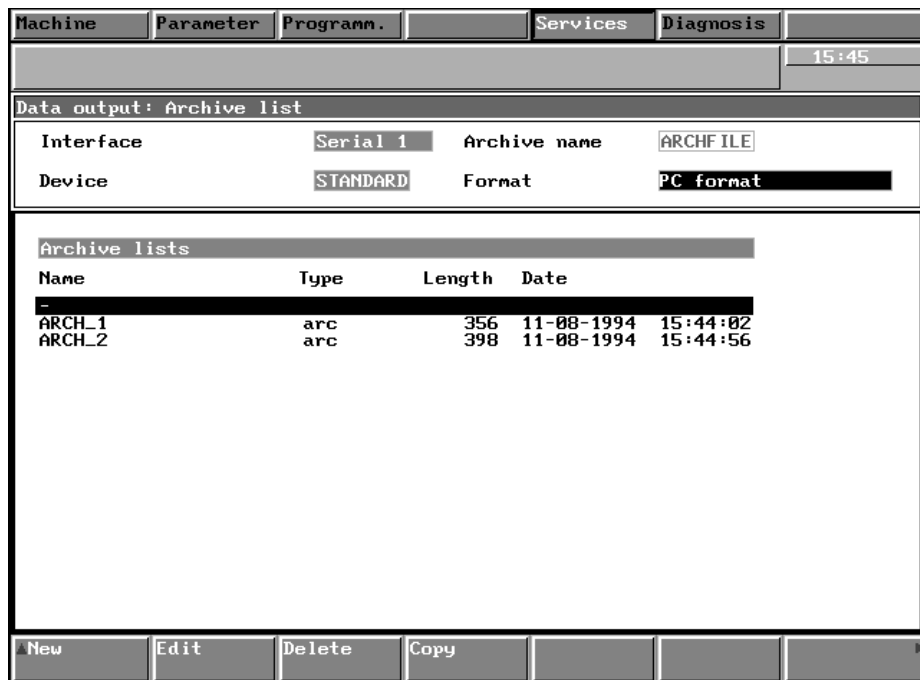 Machine Parameter Programm. Services Diagnosis
15:45
Data output: Archive list
Interface Serial 1 Archive name ARCHFILE
Device STANDARD Format PC format
Archive lists
Name Type Length Date
-
ARCH_1 arc 356 11-08-1994 15:44:02
ARCH_2 arc 398 11-08-1994 15:44:56
New Edit Delete Copy